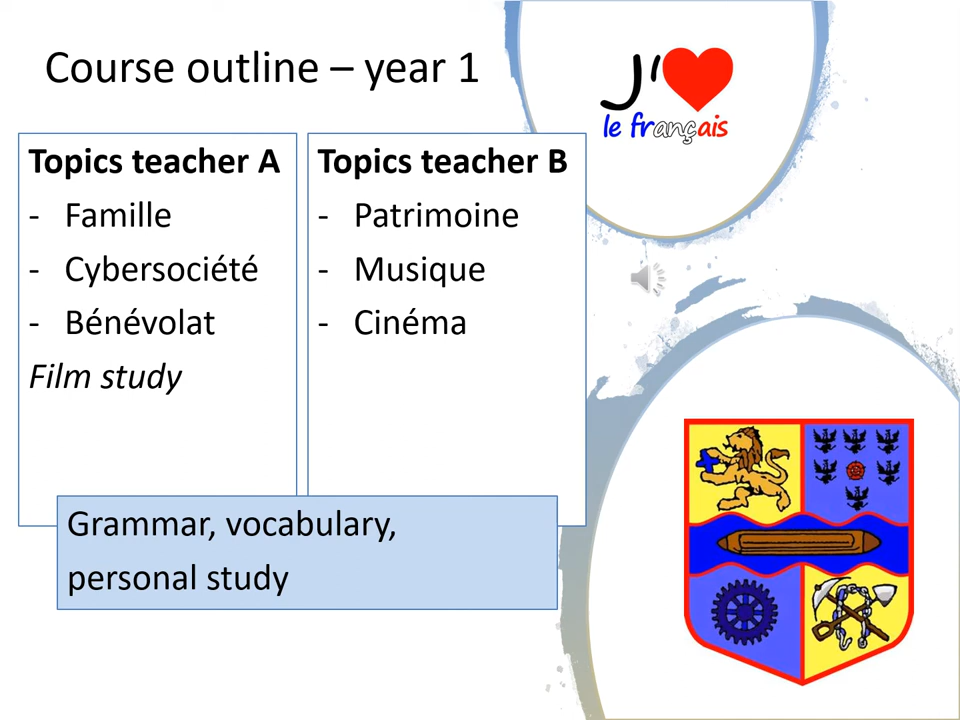 Course outline – year 1
J'
le français
Topics teacher A
- Famille
- Cybersociété
- Bénévolat
Film study
Topics teacher B
- Patrimoine
- Musique
- Cinéma
Grammar, vocabulary,
personal study